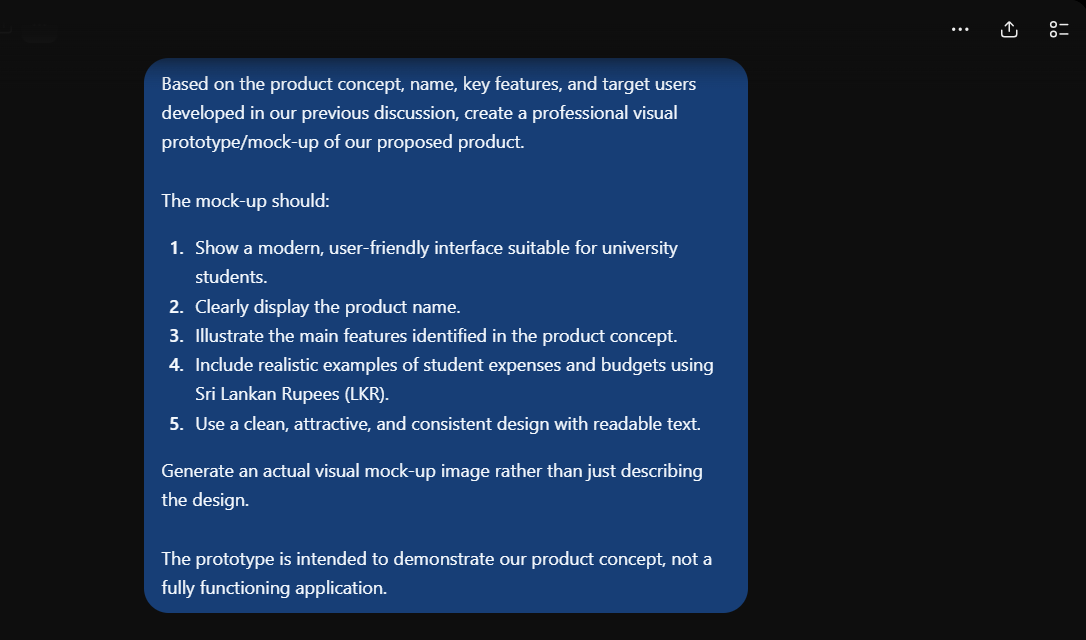 Based on the product concept, name, key features, and target users
developed in our previous discussion, create a professional visual
prototype/mock-up of our proposed product.
The mock-up should:
1. Show a modern, user-friendly interface suitable for university
students.
2. Clearly display the product name.
3. Illustrate the main features identified in the product concept.
4. Include realistic examples of student expenses and budgets using
Sri Lankan Rupees (LKR).
5. Use a clean, attractive, and consistent design with readable text.
Generate an actual visual mock-up image rather than just describing
the design.
The prototype is intended to demonstrate our product concept, not a
fully functioning application.